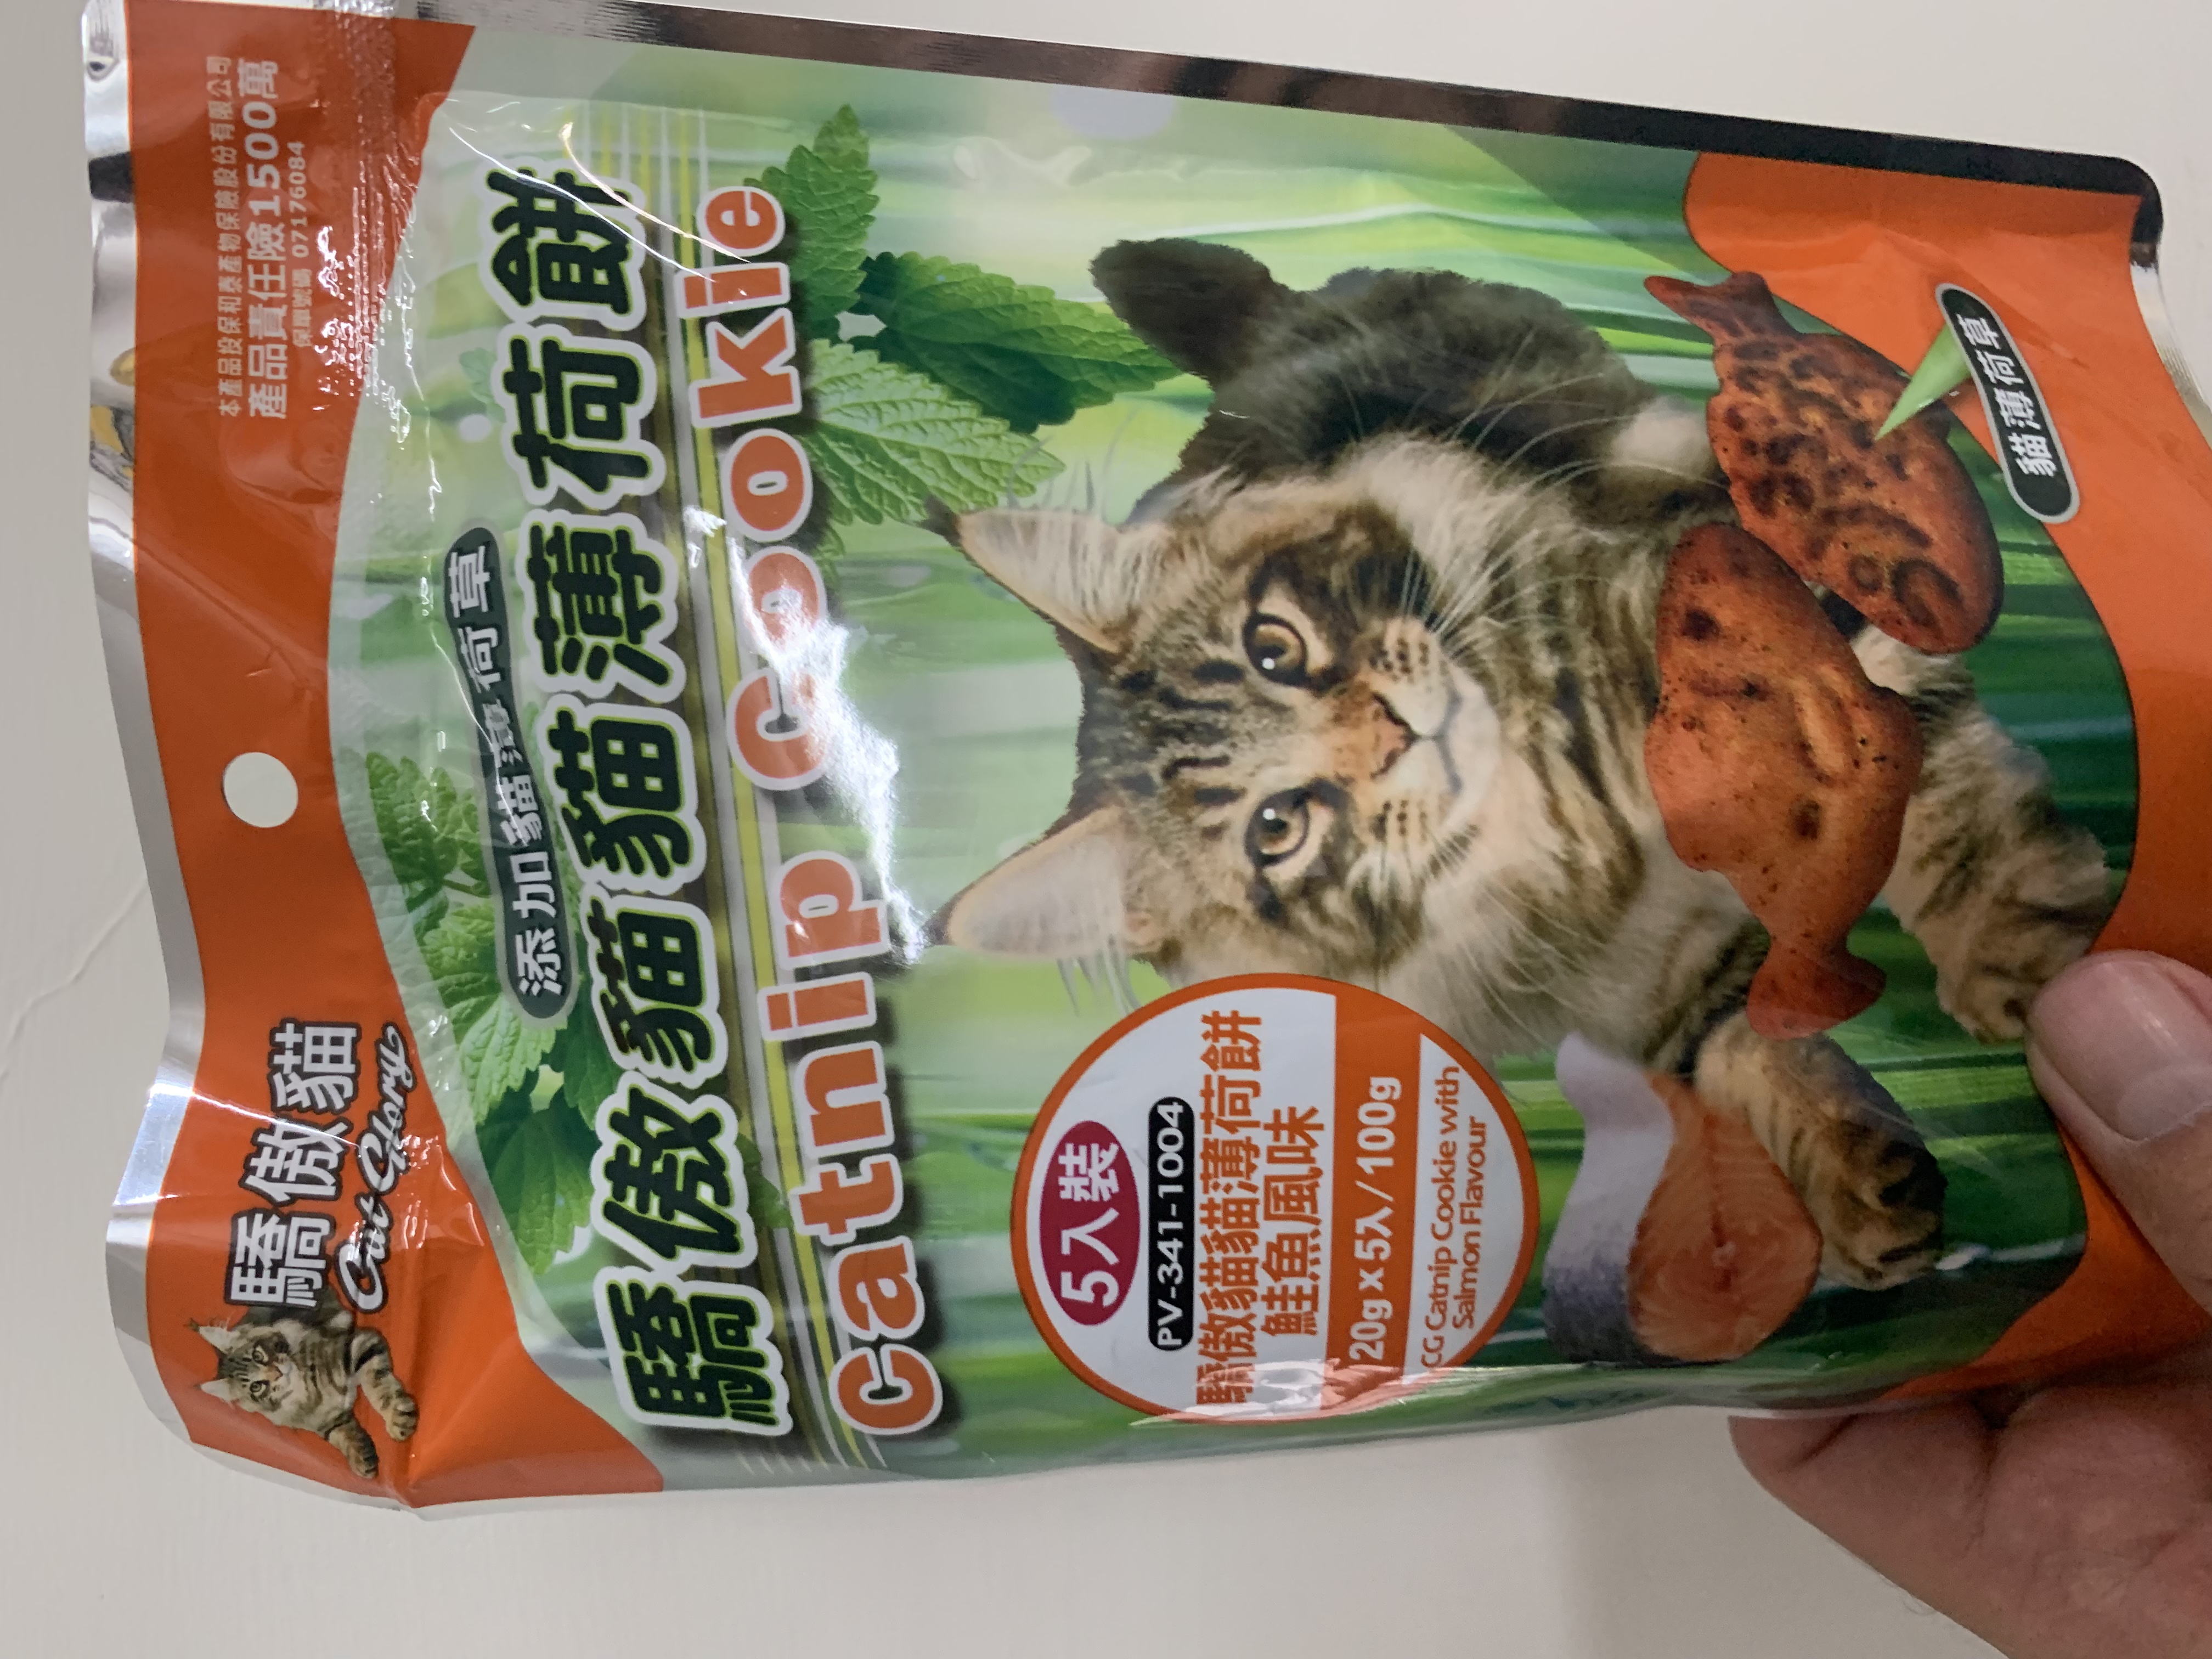 驕傲貓
Cat Glory
本產品投保和泰產物保險股份有限公司
產品責任險1500萬
保單號碼 07176084
添加貓薄荷草
驕傲貓貓薄荷餅
catnip cookie
5入裝
PV-341-1004
驕傲貓貓薄荷餅
鮭魚風味
20g x 5入/100g
CG Catnip Cookie with
Salmon Flavour
貓薄荷草